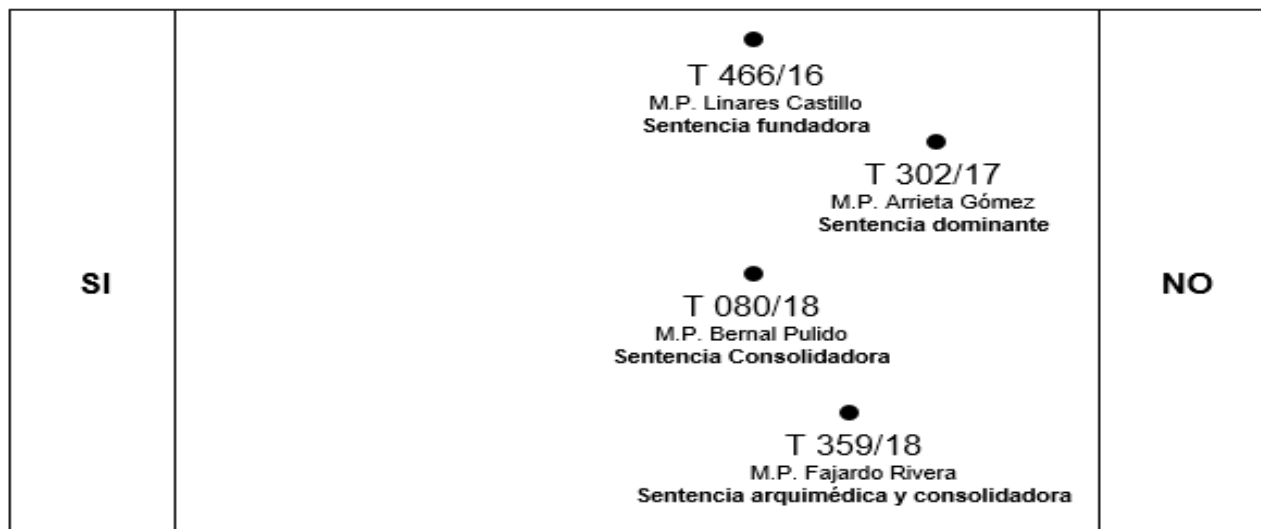 T 466/16
M.P. Linares Castillo
Sentencia fundadora
T 302/17
M.P. Arrieta Gómez
Sentencia dominante
SI
NO
T 080/18
M.P. Bernal Pulido
Sentencia Consolidadora
T 359/18
M.P. Fajardo Rivera
Sentencia arquimédica y consolidadora